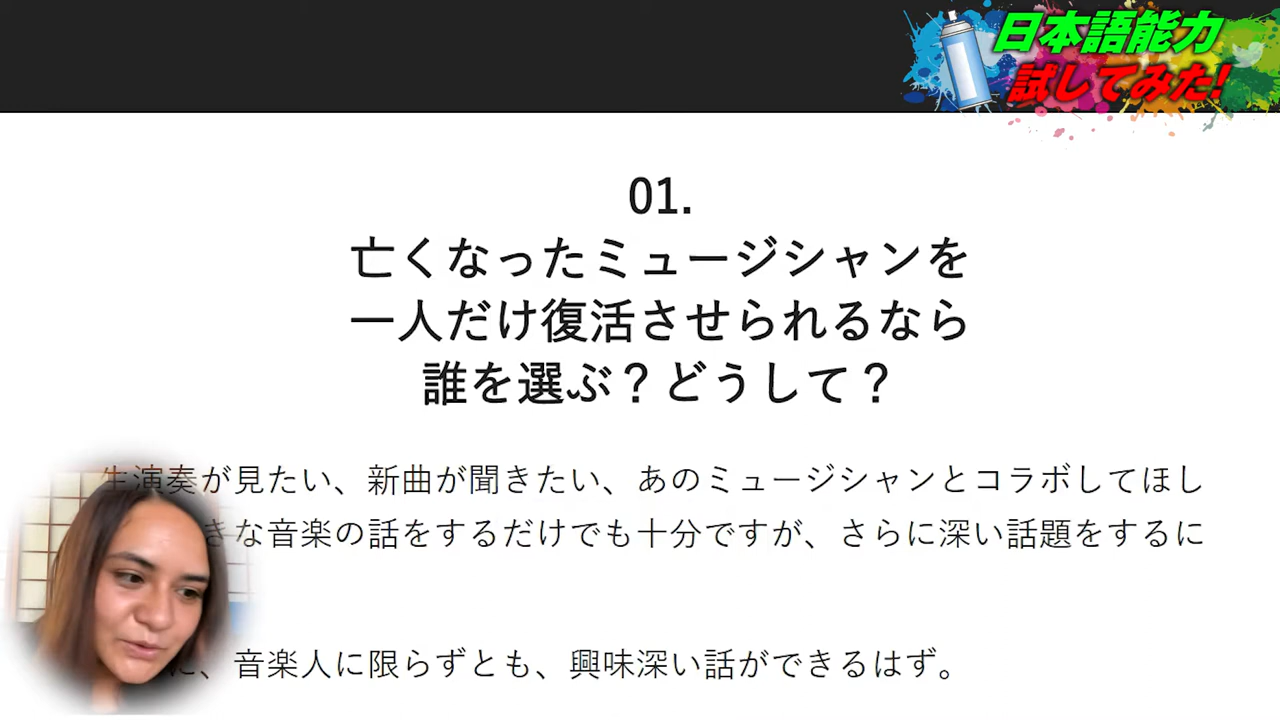 日本語能力
試してみた!
01.
亡くなったミュージシャンを
一人だけ復活させられるなら
誰を選ぶ？どうして？
生演奏が見たい、新曲が聞きたい、あのミュージシャンとコラボしてほし
きな音楽の話をするだけでも十分ですが、さらに深い話題をするに
に、音楽人に限らずとも、興味深い話ができるはず。